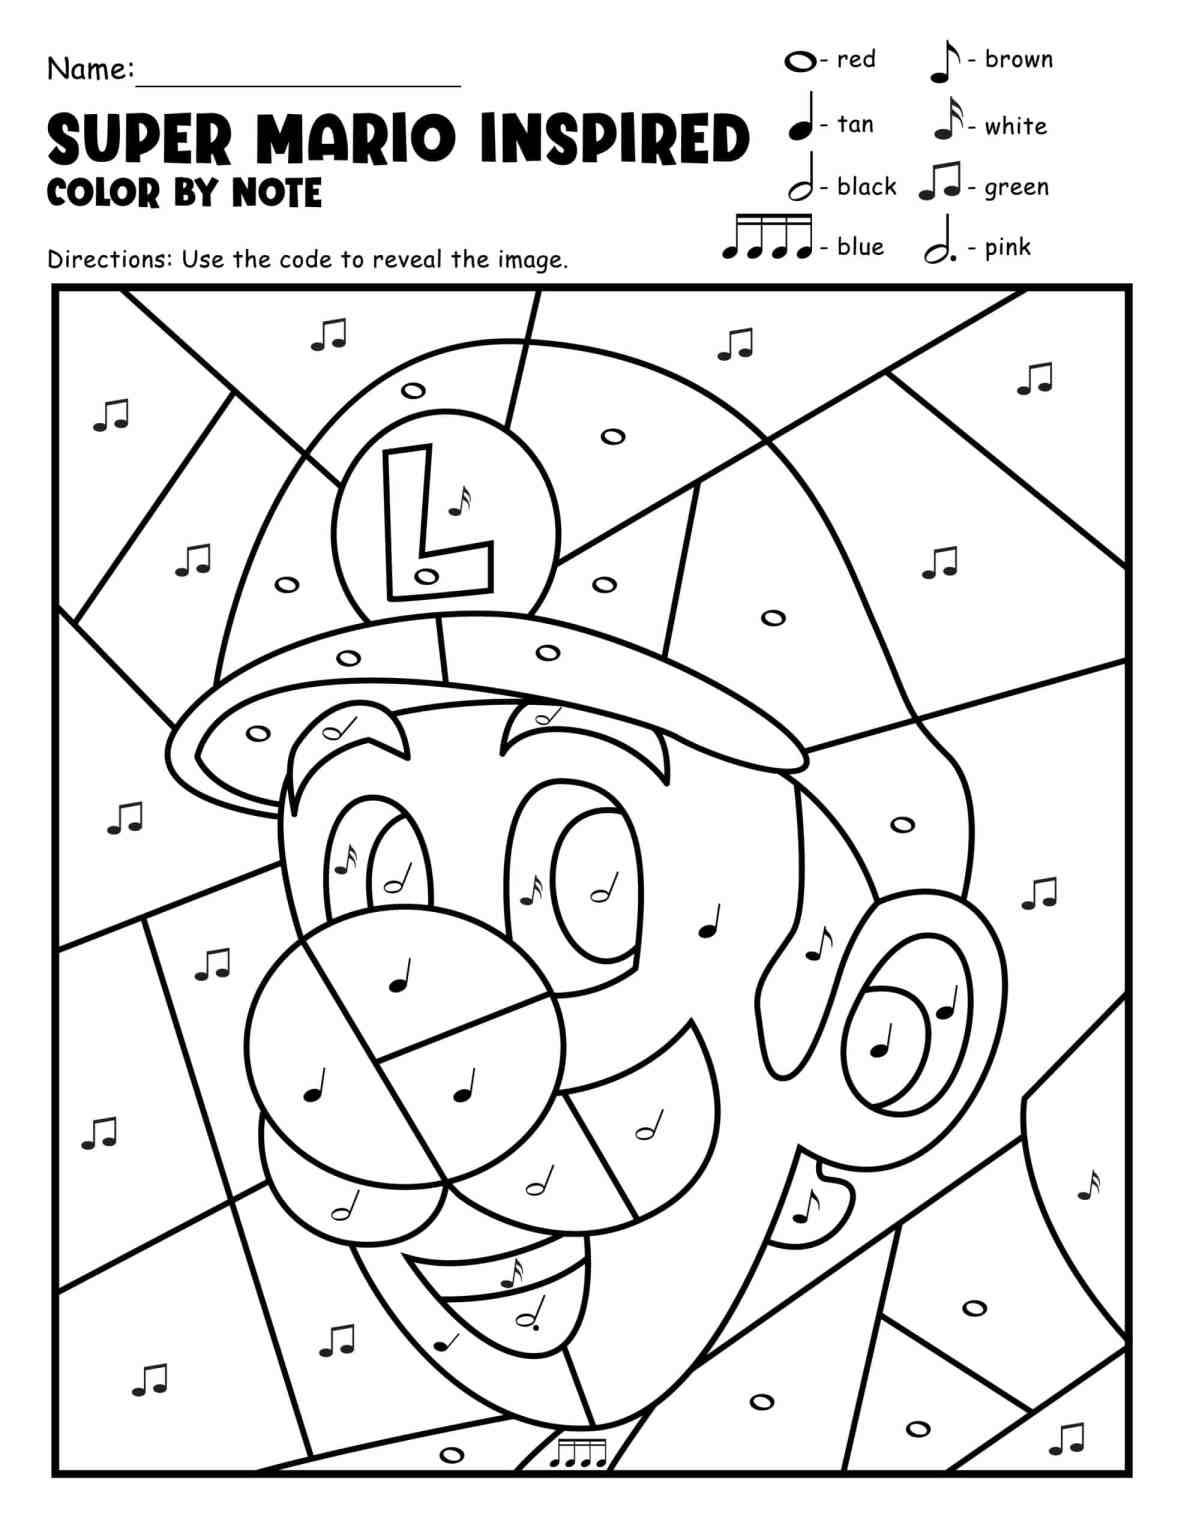 Name:
SUPER MARIO INSPIRED
COLOR BY NOTE
Directions: Use the code to reveal the image.
- red
- brown
- tan
- white
- black
- green
- blue
- pink
L